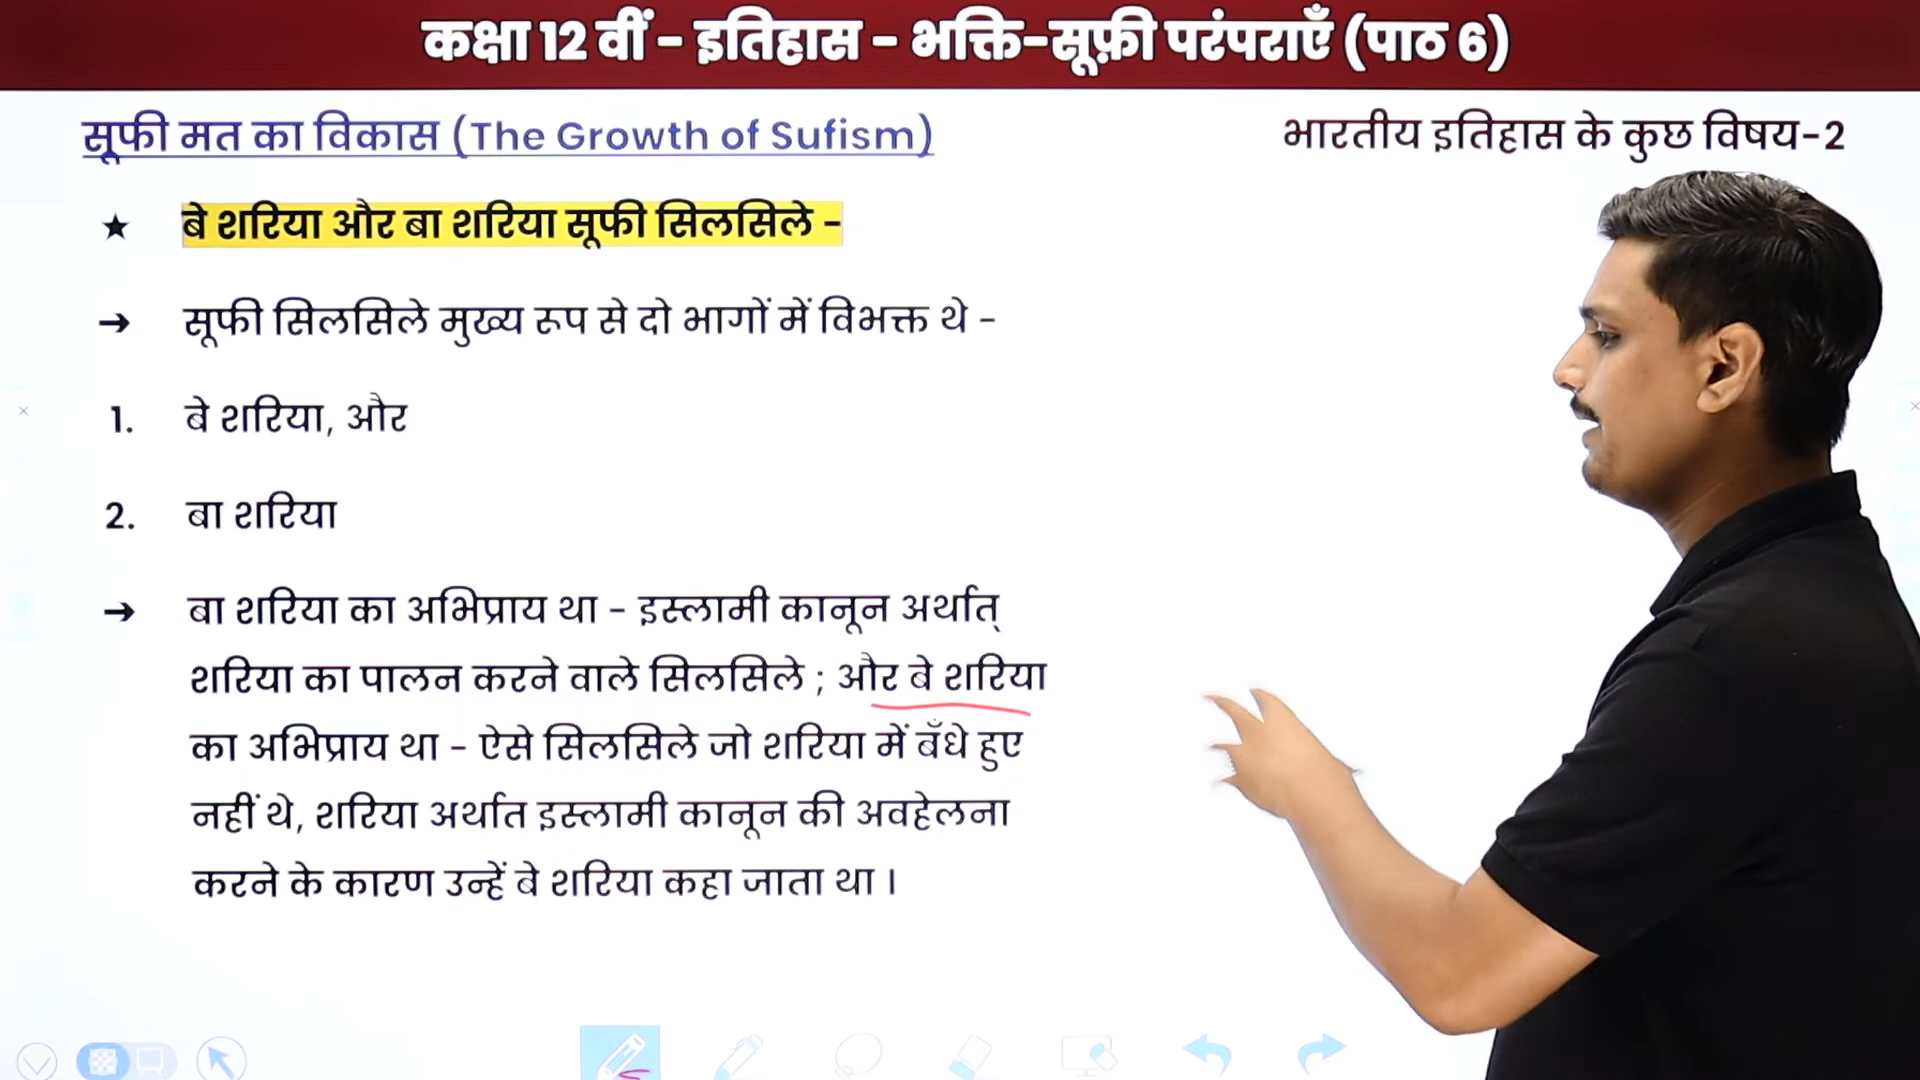 कक्षा 12 वीं - इतिहास - भक्ति-सूफ़ी परंपराएँ (पाठ 6)
सूफी मत का विकास (The Growth of Sufism)
भारतीय इतिहास के कुछ विषय-2
★ बे शरिया और बा शरिया सूफी सिलसिले -
→ सूफी सिलसिले मुख्य रूप से दो भागों में विभक्त थे -
1. बे शरिया, और
2. बा शरिया
→ बा शरिया का अभिप्राय था - इस्लामी कानून अर्थात्
शरिया का पालन करने वाले सिलसिले ; और बे शरिया
का अभिप्राय था - ऐसे सिलसिले जो शरिया में बँधे हुए
नहीं थे, शरिया अर्थात इस्लामी कानून की अवहेलना
करने के कारण उन्हें बे शरिया कहा जाता था ।